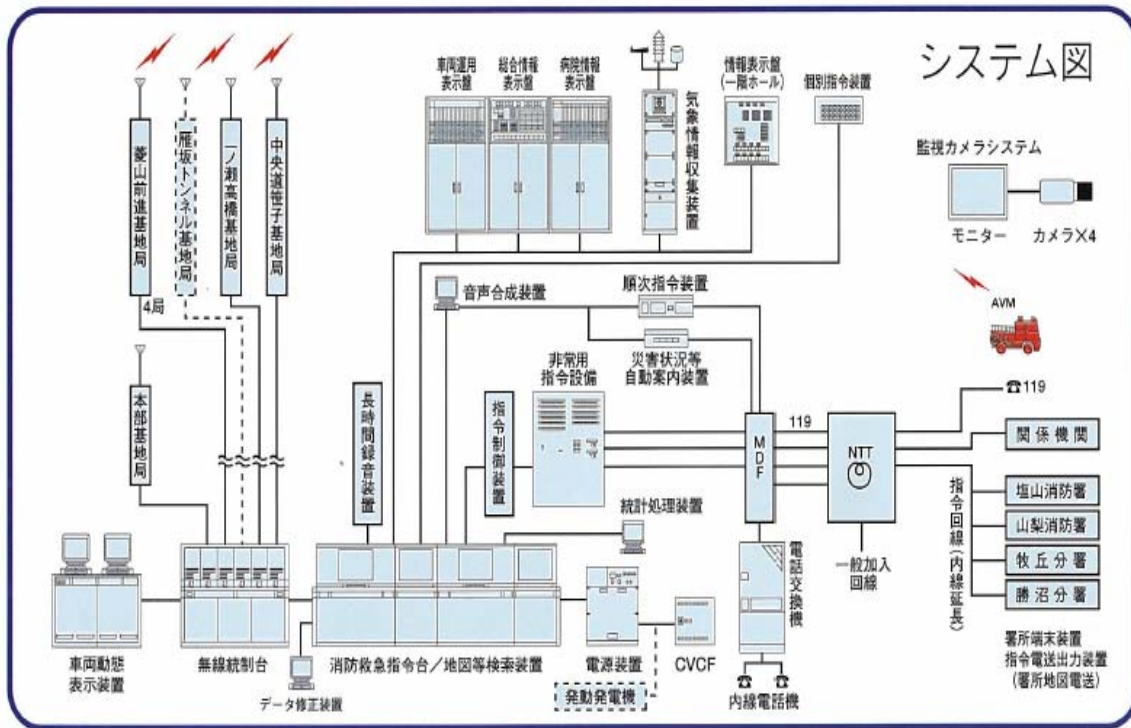 システム図
車両運用
表示盤
総合情報
表示盤
病院情報
表示盤
気象情報収集装置
情報表示盤
(一階ホール)
個別指令装置
監視カメラシステム
モニター
カメラ×4
菱山前進基地局
雁坂トンネル基地局
一ノ瀬高橋基地局
中央道笹子基地局
4局
本部基地局
音声合成装置
順次指令装置
災害状況等
自動案内装置
AVM
非常用
指令設備
長時間録音装置
指令制御装置
MDF
119
NTT
☎119
関係機関
指令回線(内線延長)
塩山消防署
山梨消防署
牧丘分署
勝沼分署
統計処理装置
一般加入
回線
電話交換機
車両動態
表示装置
無線統制台
データ修正装置
消防救急指令台/地図等検索装置
電源装置
CVCF
発動発電機
内線電話機
署所端末装置
指令電送出力装置
(署所地図電送)